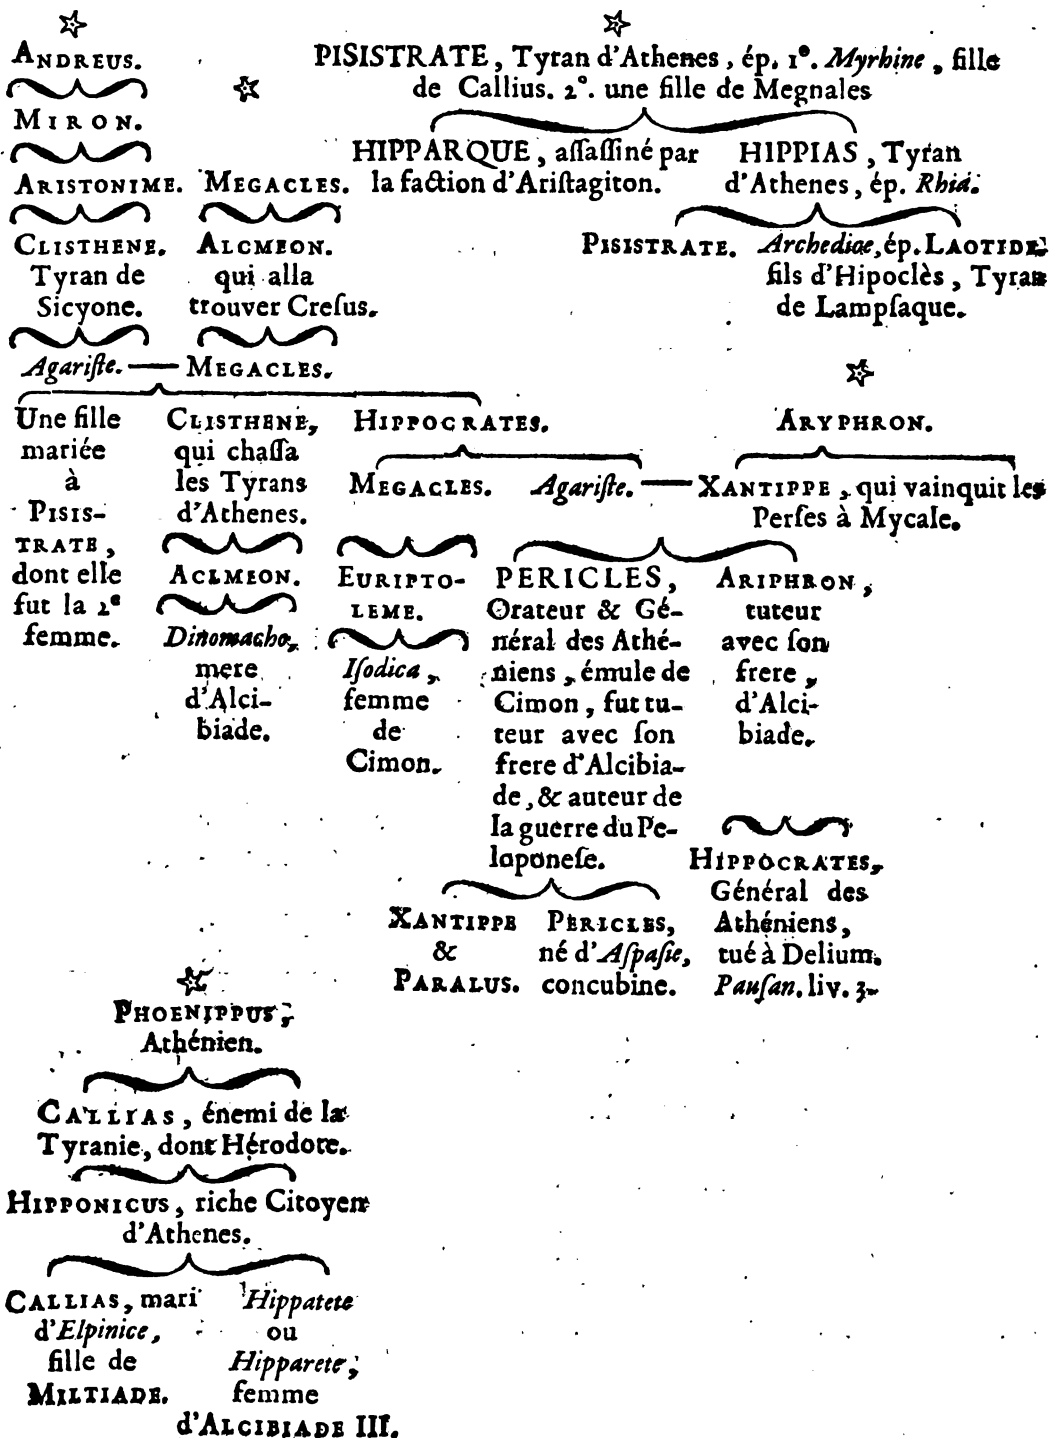 ANDREUS.
MIRON.
ARISTONIME.
CLISTHENE.
Tyran de
Sicyone.
MEGACLES.
ALCMEON.
qui alla
trouver Creſus.
Agariſte. — MEGACLES.
PISISTRATE, Tyran d'Athenes, ép. 1°. Myrhine, fille
de Callius. 2°. une fille de Megnales
HIPPARQUE, aſſaſſiné par
la faction d'Ariſtagiton.
HIPPIAS, Tyran
d'Athenes, ép. Rhia.
PISISTRATE.
Archediæ, ép. LAOTIDE
fils d'Hipoclès, Tyran
de Lampſaque.
Une fille
mariée
à
PISIS-
TRATE,
dont elle
fut la 2e
femme.
CLISTHENE,
qui chaſſa
les Tyrans
d'Athenes.
ACLMEON.
Dinomacho,
mere
d'Alci-
biade.
HIPPOCRATES.
MEGACLES.
Agariſte. — XANTIPPE, qui vainquit les
Perſes à Mycale.
ARYPHRON.
EURIPTO-
LEME.
Iſodica,
femme
de
Cimon.
PERICLES,
Orateur & Gé-
néral des Athé-
niens, émule de
Cimon, fut tu-
teur avec ſon
frere d'Alcibia-
de, & auteur de
la guerre du Pe-
loponeſe.
ARIPHRON,
tuteur
avec ſon
frere,
d'Alci-
biade.
XANTIPPE
&
PARALUS.
PERICLES,
né d'Aſpaſie,
concubine.
HIPPOCRATES,
Général des
Athéniens,
tué à Delium.
Pauſan. liv. 3.
PHOENIPPUS,
Athénien.
CALLIAS, énemi de la
Tyranie, dont Hérodote.
HIPPONICUS, riche Citoyen
d'Athenes.
CALLIAS, mari
d'Elpinice,
fille de
MILTIADE.
Hippatete
ou
Hipparete,
femme
d'ALCIBIADE III.